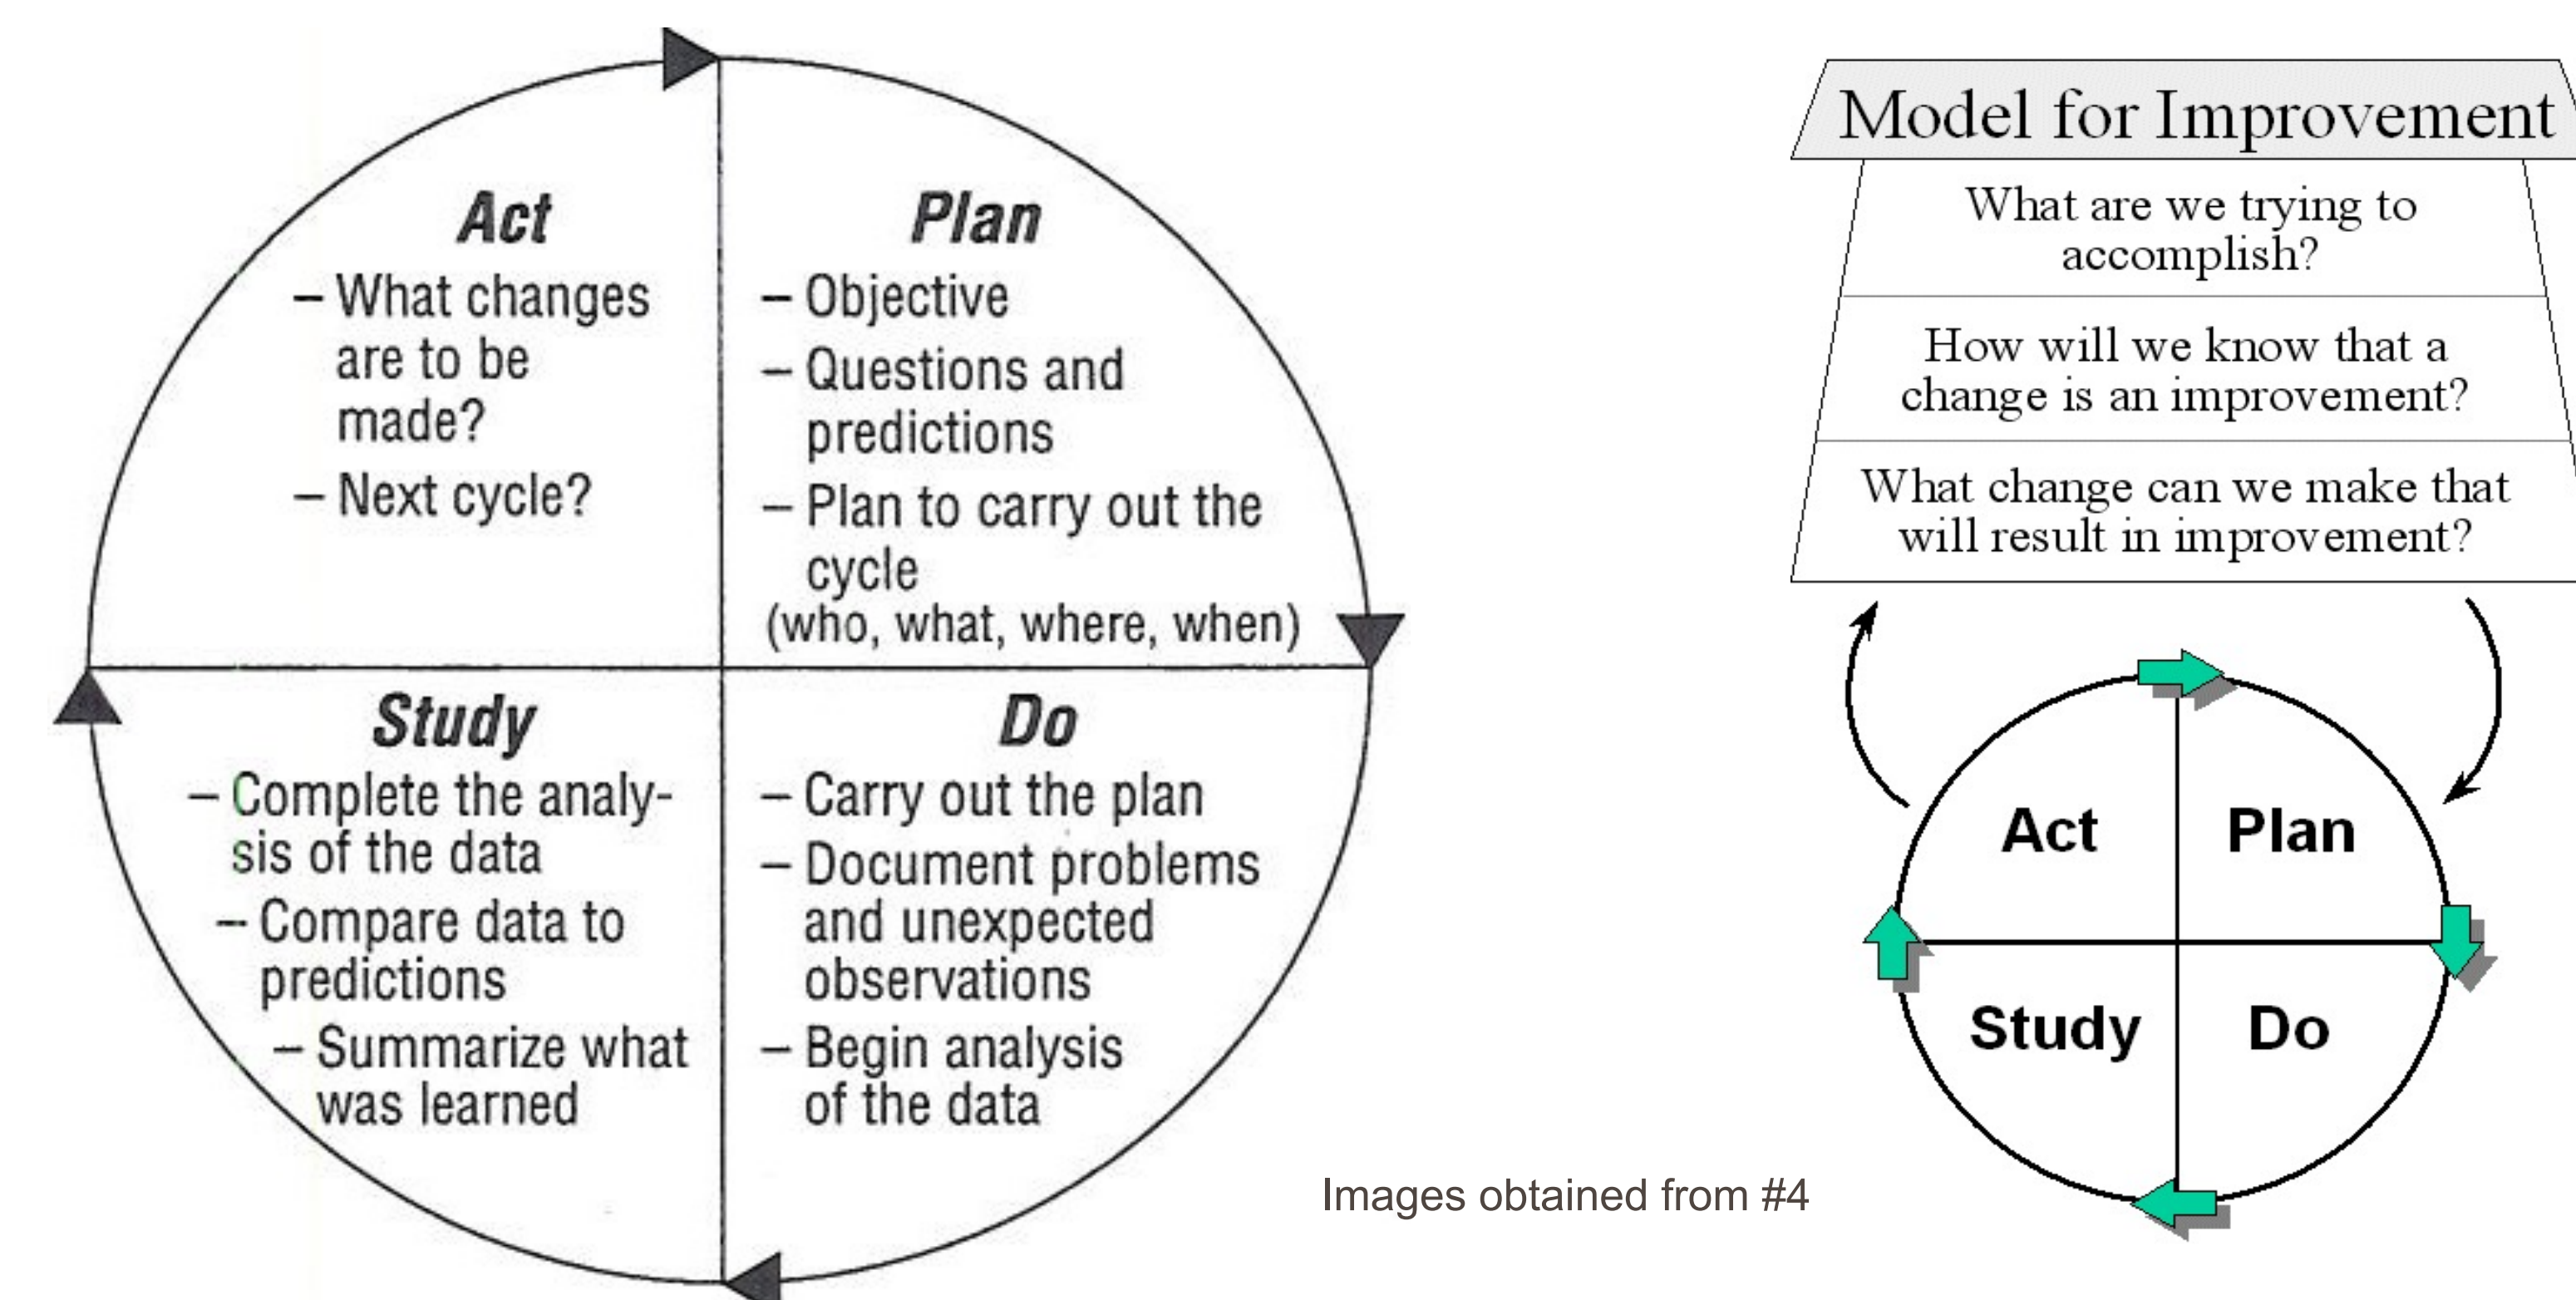 Act
– What changes
are to be
made?
– Next cycle?
Plan
– Objective
– Questions and
predictions
– Plan to carry out the
cycle
(who, what, where, when)
Study
– Complete the analy-
sis of the data
– Compare data to
predictions
– Summarize what
was learned
Do
– Carry out the plan
– Document problems
and unexpected
observations
– Begin analysis
of the data
Images obtained from #4
Model for Improvement
What are we trying to
accomplish?
How will we know that a
change is an improvement?
What change can we make that
will result in improvement?
Act
Plan
Study
Do